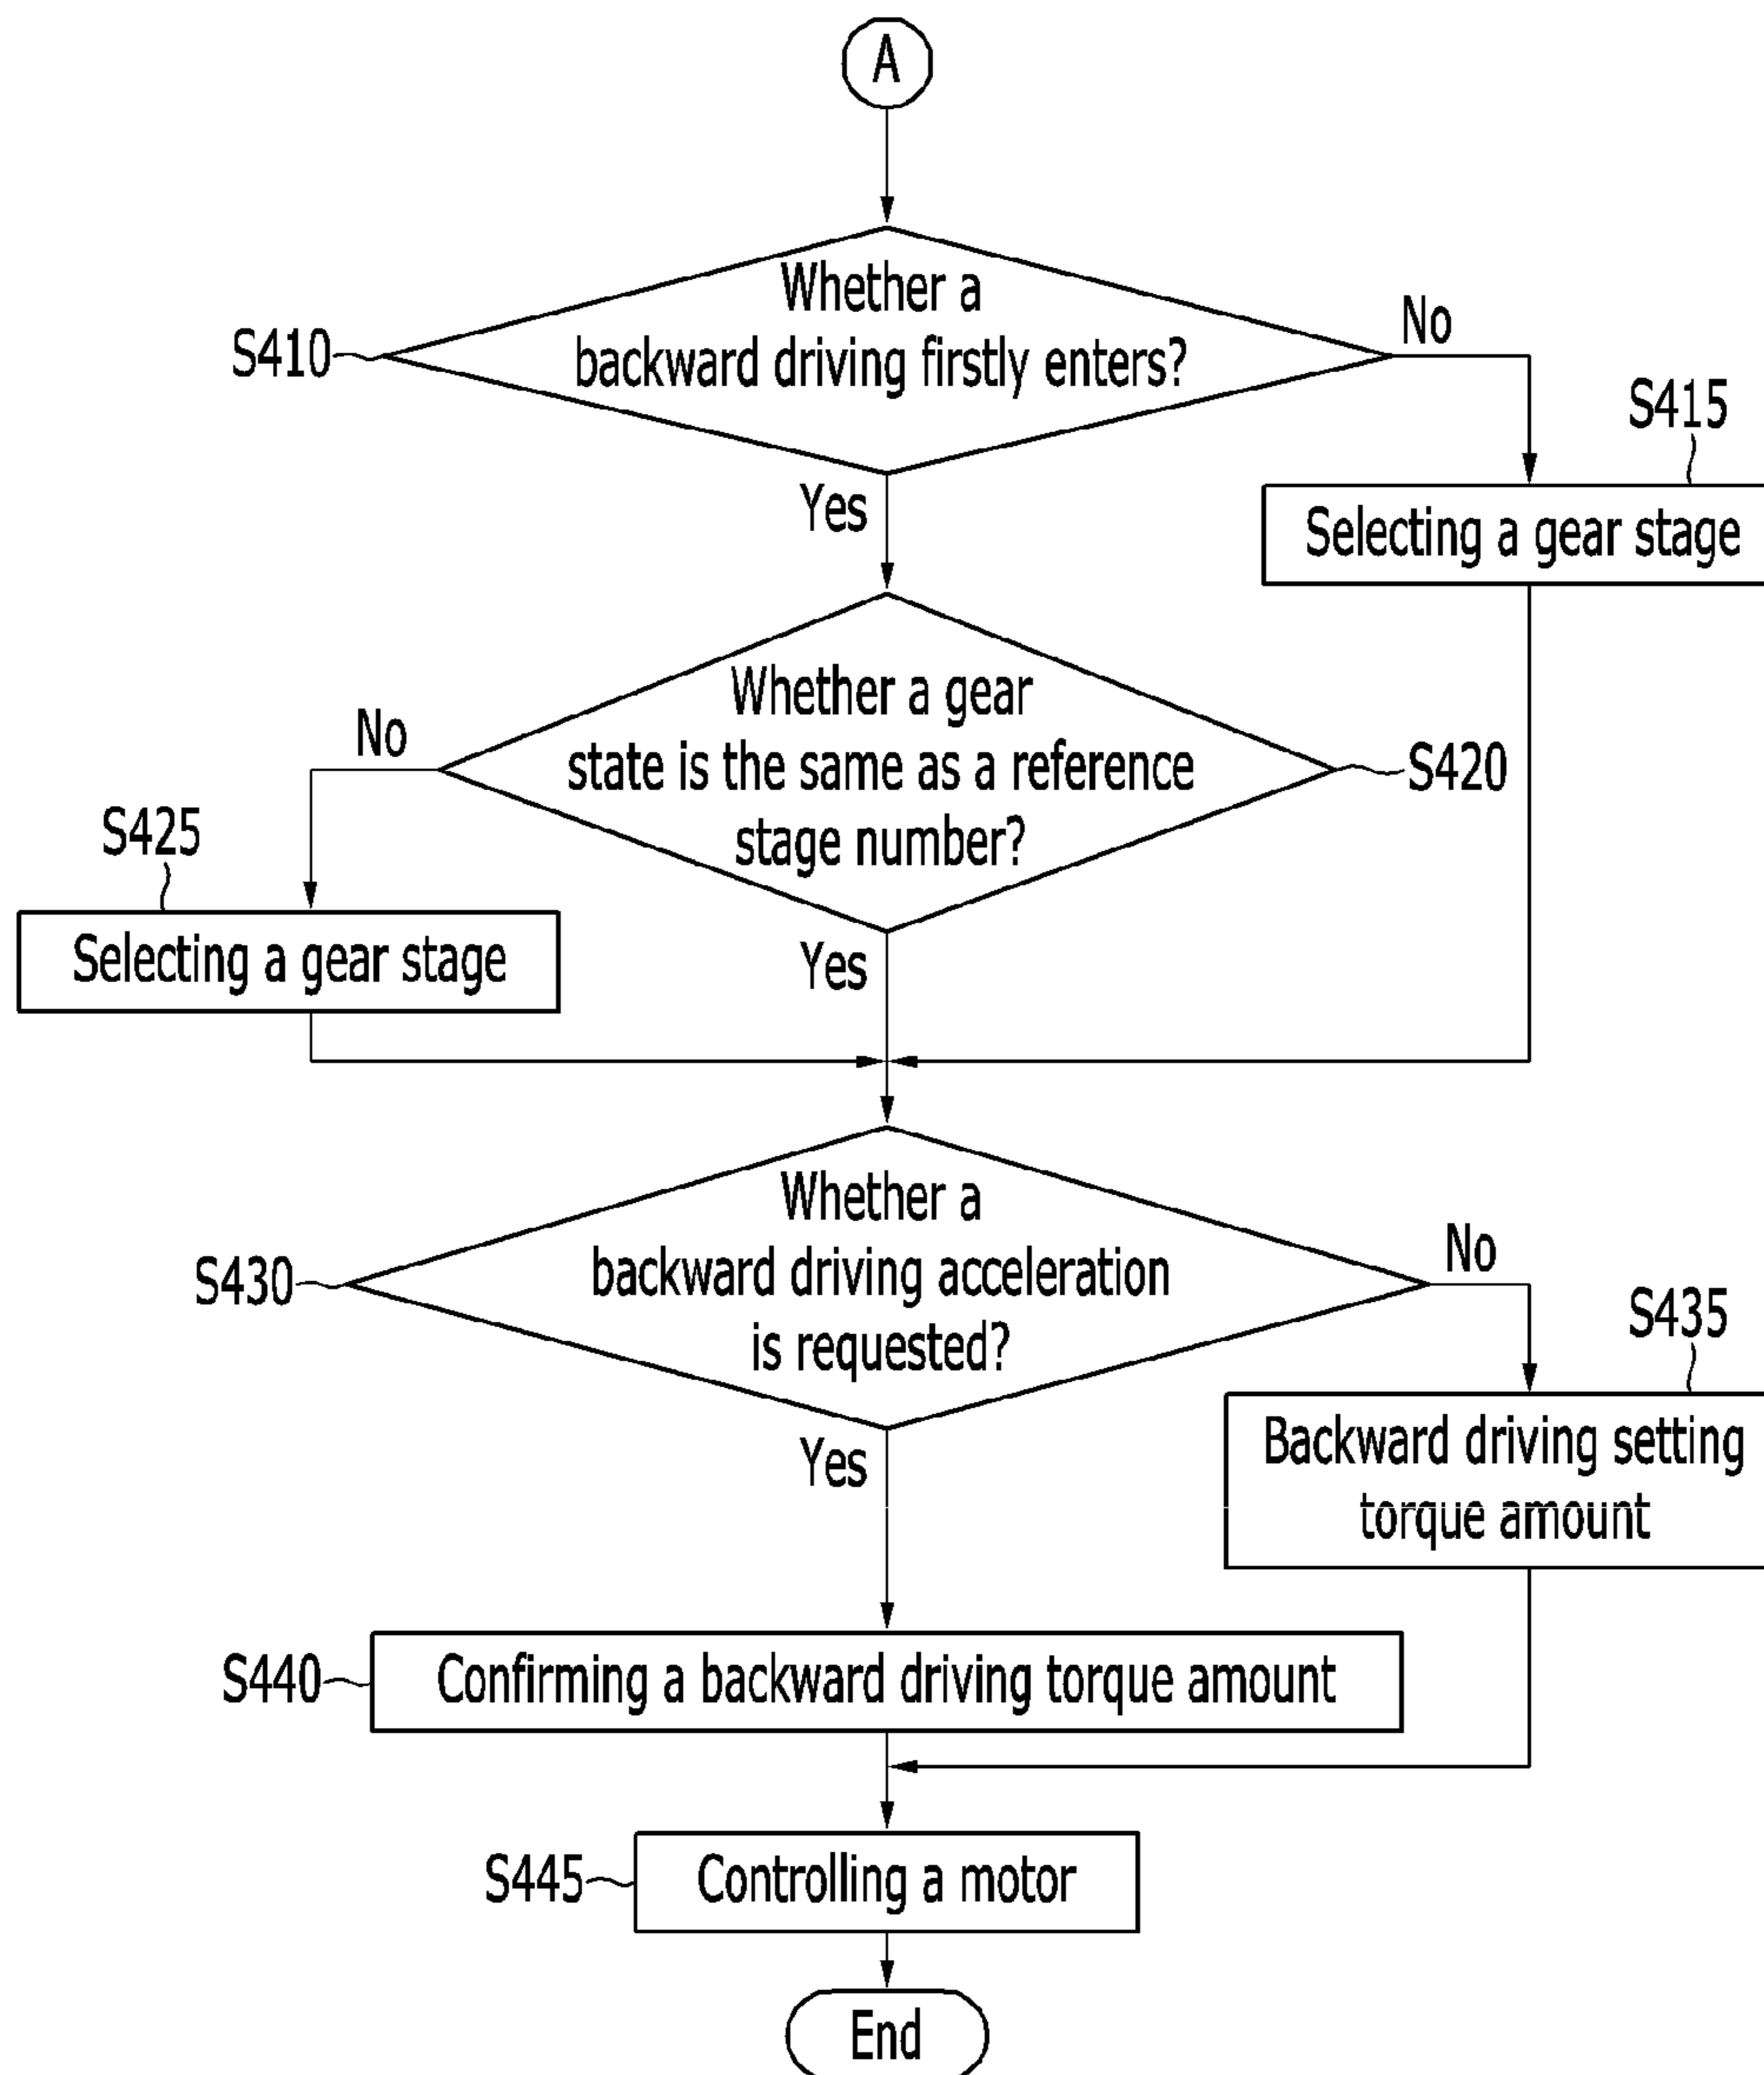 A
Whether a
backward driving firstly enters?
S410
No
S415
Selecting a gear stage
Yes
Whether a gear
state is the same as a reference
stage number?
S420
No
S425
Selecting a gear stage
Yes
Whether a
backward driving acceleration
is requested?
S430
No
S435
Backward driving setting
torque amount
Yes
S440
Confirming a backward driving torque amount
S445
Controlling a motor
End